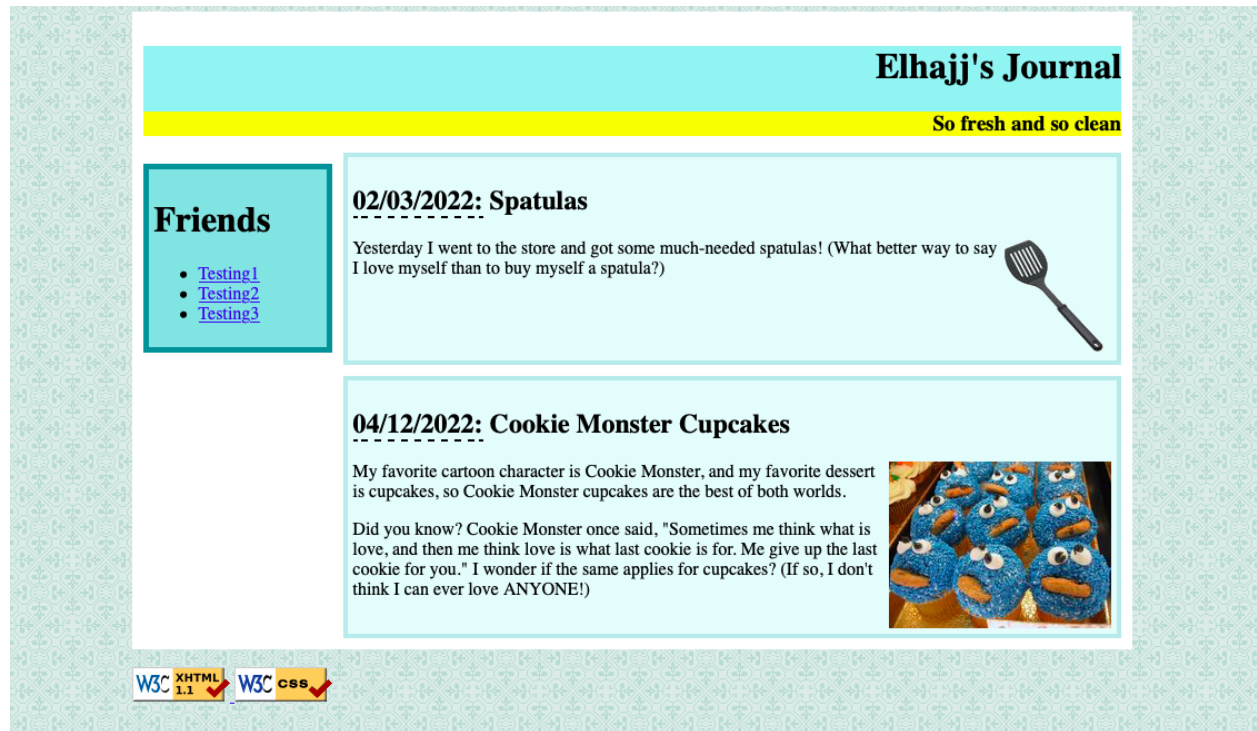 Elhajj's Journal
So fresh and so clean
Friends
Testing1
Testing2
Testing3
02/03/2022: Spatulas
Yesterday I went to the store and got some much-needed spatulas! (What better way to say
I love myself than to buy myself a spatula?)
04/12/2022: Cookie Monster Cupcakes
My favorite cartoon character is Cookie Monster, and my favorite dessert
is cupcakes, so Cookie Monster cupcakes are the best of both worlds.
Did you know? Cookie Monster once said, "Sometimes me think what is
love, and then me think love is what last cookie is for. Me give up the last
cookie for you." I wonder if the same applies for cupcakes? (If so, I don't
think I can ever love ANYONE!)
W3C XHTML 1.1
W3C css